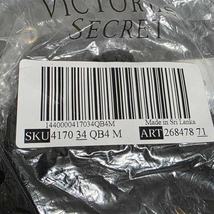 VICTORIA'S
SECRET
1440000417034QB4M Made in Sri Lanka
SKU 4170 34 QB4 M ART 268478 71